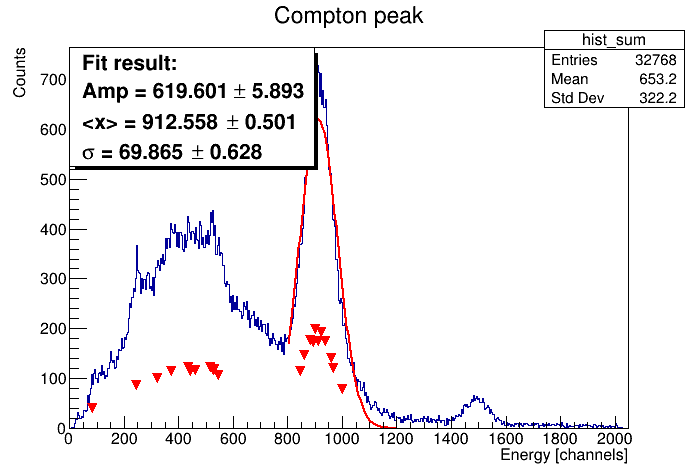 Compton peak
hist_sum
Entries 32768
Mean 653.2
Std Dev 322.2
Fit result:
Amp = 619.601 ± 5.893
<x> = 912.558 ± 0.501
σ = 69.865 ± 0.628
Counts
700
600
500
400
300
200
100
0
0 200 400 600 800 1000 1200 1400 1600 1800 2000
Energy [channels]